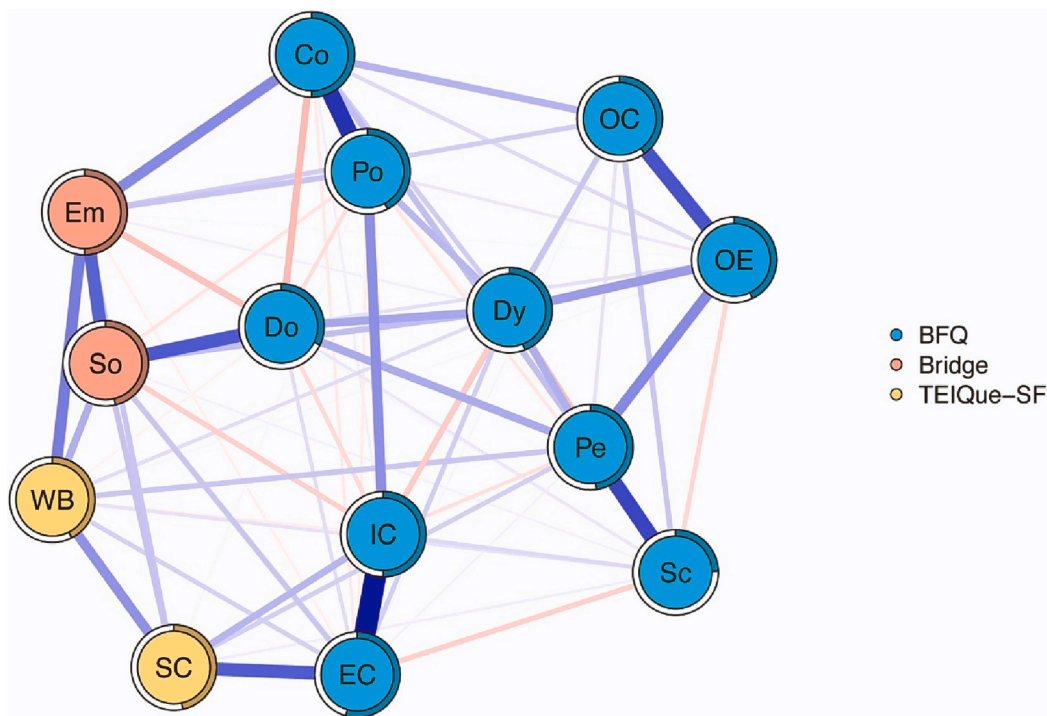 Co
OC
Po
Em
OE
Dy
Do
So
Pe
WB
IC
Sc
SC
EC
BFQ
Bridge
TEIQue–SF